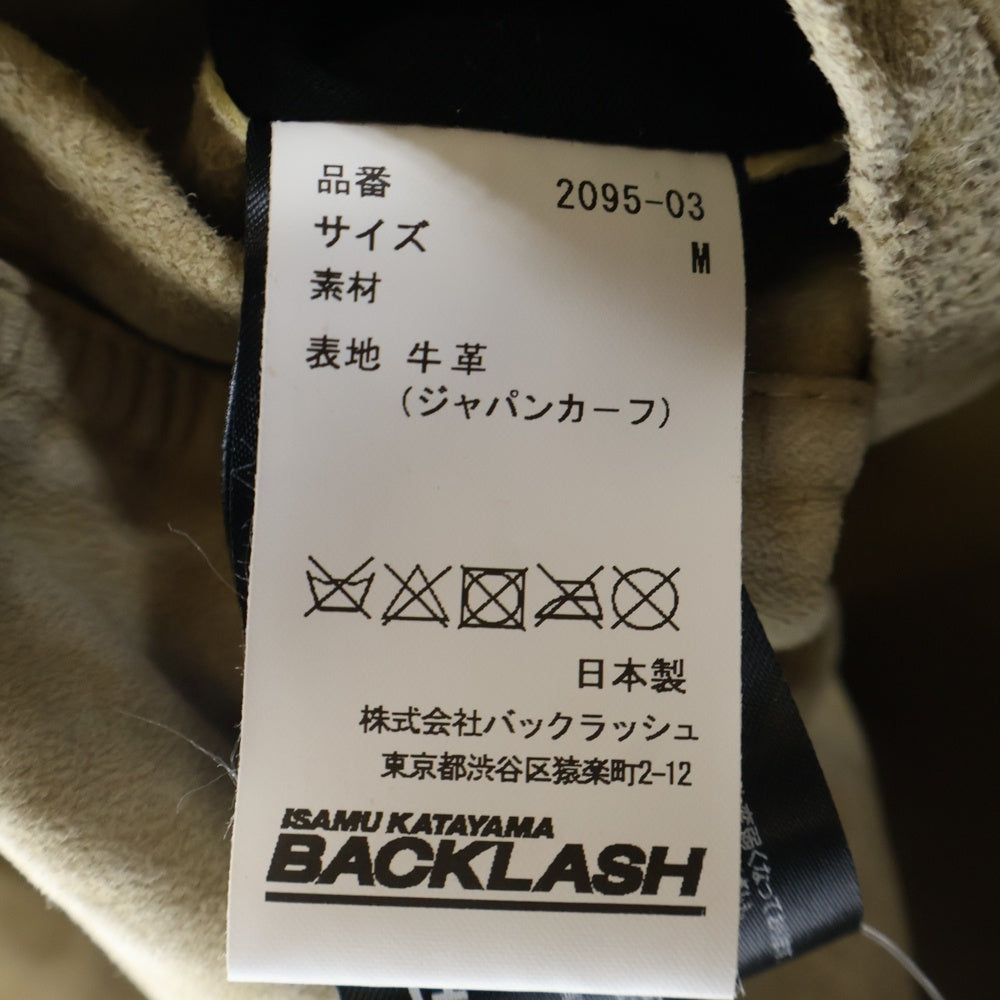 品番 2095-03
サイズ M
素材
表地 牛革
(ジャパンカーフ)
日本製
株式会社バックラッシュ
東京都渋谷区猿楽町2-12
ISAMU KATAYAMA
BACKLASH